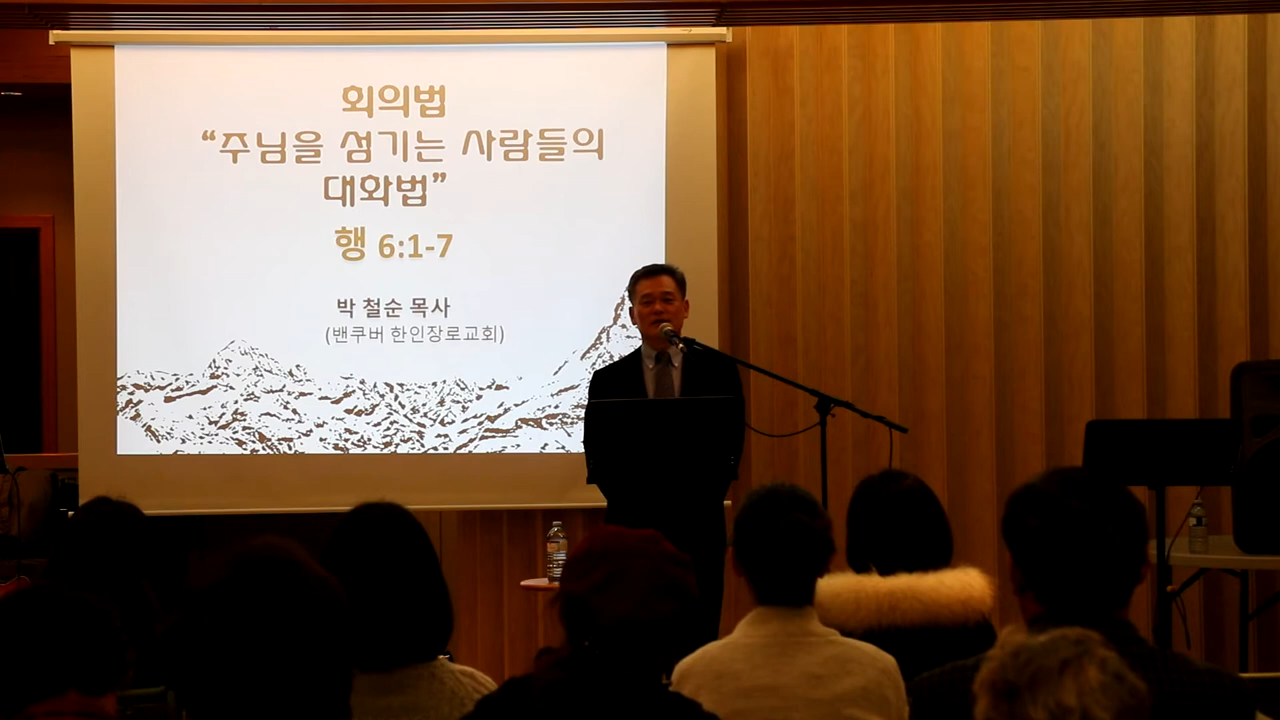 회의법
“주님을 섬기는 사람들의
대화법”
행 6:1-7
박 철순 목사
(밴쿠버 한인장로교회)